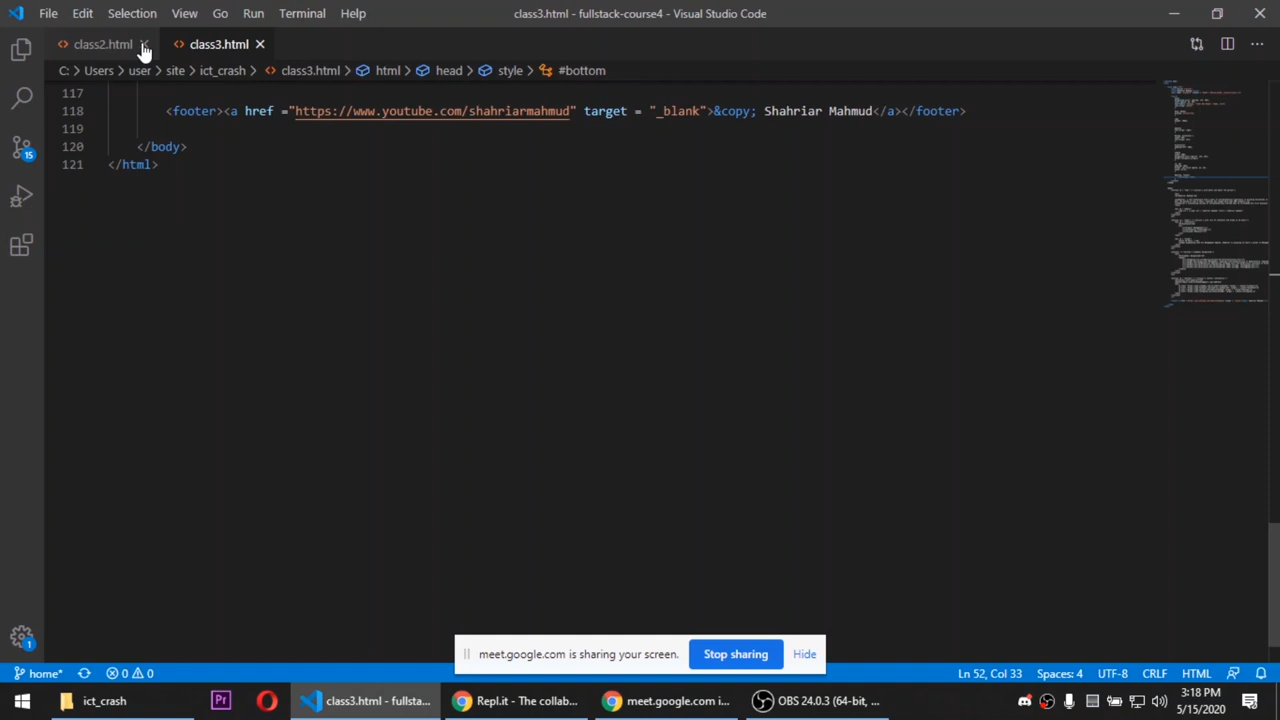 File Edit Selection View Go Run Terminal Help class3.html - fullstack-course4 - Visual Studio Code
class2.html class3.html
C: > Users > user > site > ict_crash > class3.html > html > head > style > #bottom
117
118 <footer><a href ="https://www.youtube.com/shahriarmahmud" target = "_blank">&copy; Shahriar Mahmud</a></footer>
119
120 </body>
121 </html>
15
1
meet.google.com is sharing your screen. Stop sharing Hide
home* 0 0 Ln 52, Col 33 Spaces: 4 UTF-8 CRLF HTML
ict_crash Pr class3.html - fullsta... Repl.it - The collab... meet.google.com i... OBS 24.0.3 (64-bit, ...
3:18 PM
5/15/2020